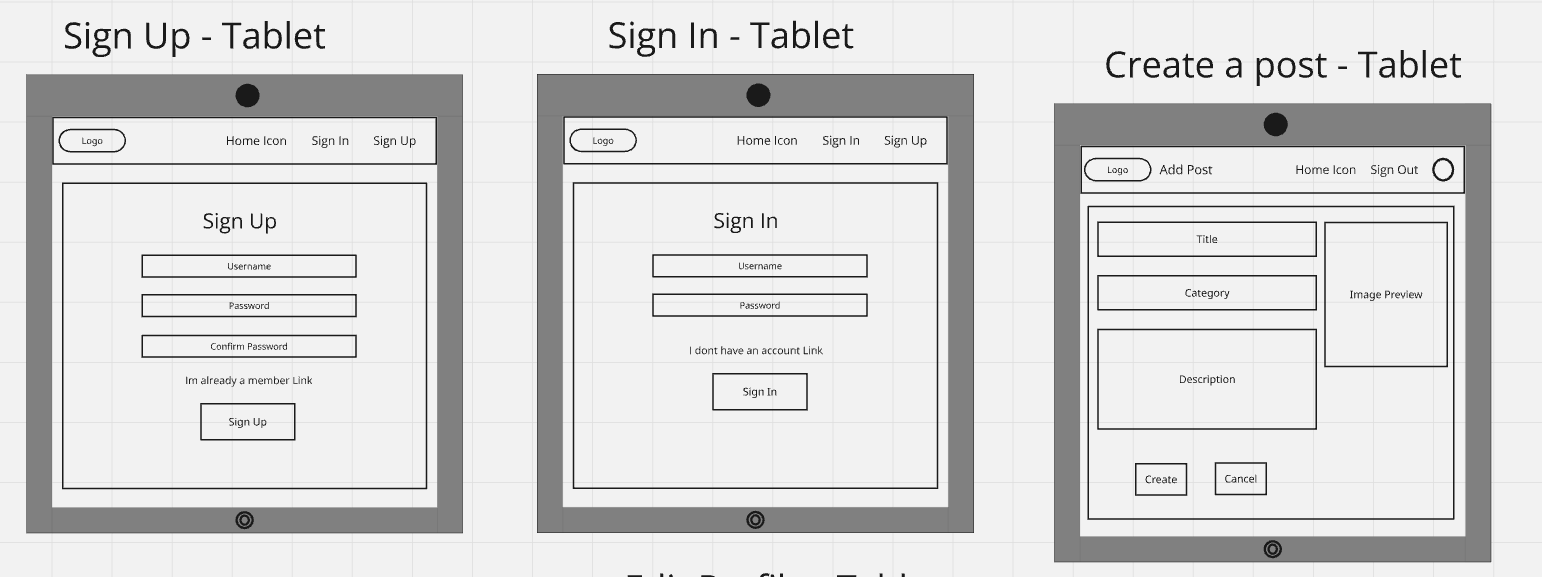 Sign Up - Tablet
Logo
Home Icon Sign In Sign Up
Sign Up
Username
Password
Confirm Password
Im already a member Link
Sign Up
Sign In - Tablet
Logo
Home Icon Sign In Sign Up
Sign In
Username
Password
I dont have an account Link
Sign In
Create a post - Tablet
Logo Add Post
Home Icon Sign Out
Title
Category
Description
Image Preview
Create
Cancel